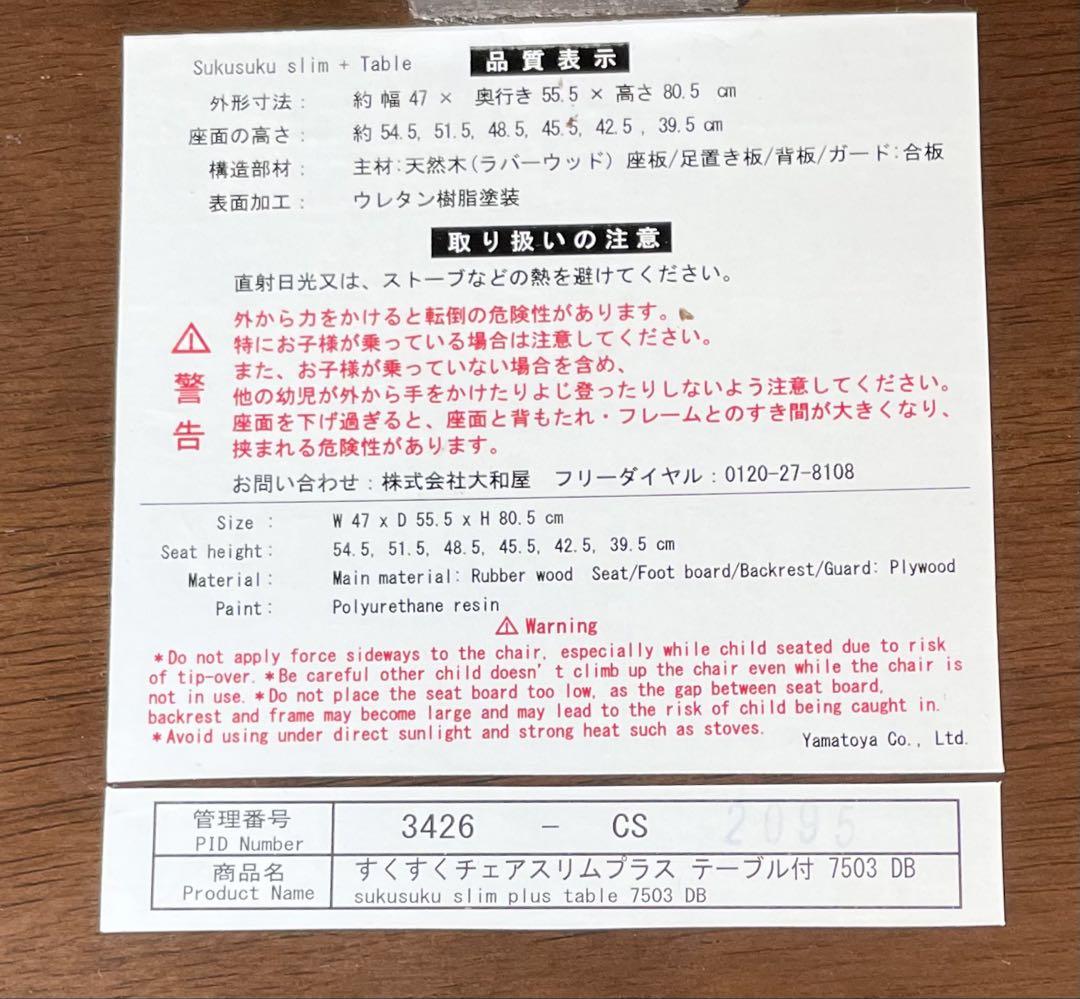 Sukusuku slim + Table 品質表示
外形寸法： 約 幅 47 × 奥行き 55.5 × 高さ 80.5 cm
座面の高さ： 約 54.5, 51.5, 48.5, 45.5, 42.5 , 39.5 cm
構造部材： 主材:天然木(ラバーウッド) 座板/足置き板/背板/ガード:合板
表面加工： ウレタン樹脂塗装
取り扱いの注意
直射日光又は、ストーブなどの熱を避けてください。
外から力をかけると転倒の危険性があります。
特にお子様が乗っている場合は注意してください。
また、お子様が乗っていない場合を含め、
警告
他の幼児が外から手をかけたりよじ登ったりしないよう注意してください。
座面を下げ過ぎると、座面と背もたれ・フレームとのすき間が大きくなり、
挟まれる危険性があります。
お問い合わせ：株式会社大和屋 フリーダイヤル：0120-27-8108
Size : W 47 x D 55.5 x H 80.5 cm
Seat height: 54.5, 51.5, 48.5, 45.5, 42.5, 39.5 cm
Material: Main material: Rubber wood Seat/Foot board/Backrest/Guard: Plywood
Paint: Polyurethane resin
Warning
*Do not apply force sideways to the chair, especially while child seated due to risk
of tip-over. *Be careful other child doesn't climb up the chair even while the chair is
not in use. *Do not place the seat board too low, as the gap between seat board,
backrest and frame may become large and may lead to the risk of child being caught in.
*Avoid using under direct sunlight and strong heat such as stoves.
Yamatoya Co., Ltd.
管理番号 3426 - CS 2095
PID Number
商品名 すくすくチェアスリムプラス テーブル付 7503 DB
Product Name sukusuku slim plus table 7503 DB